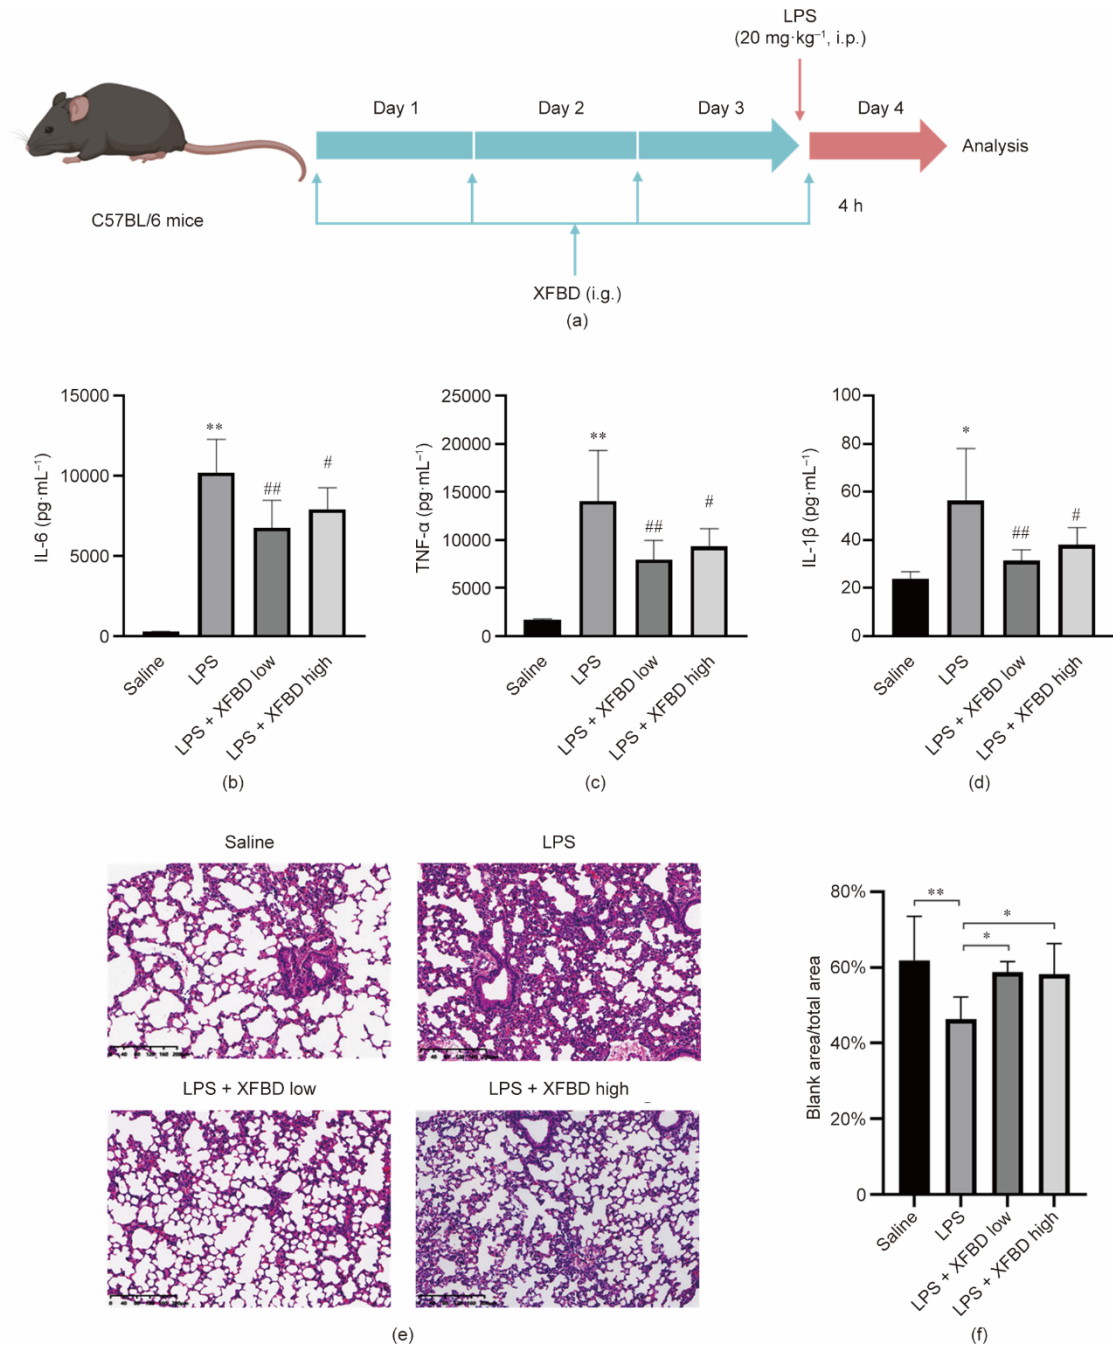 LPS
(20 mg·kg⁻¹, i.p.)
Day 1
Day 2
Day 3
Day 4
Analysis
C57BL/6 mice
4 h
XFBD (i.g.)
(a)
IL-6 (pg·mL⁻¹)
15000
10000
5000
0
**
##
#
Saline
LPS
LPS + XFBD low
LPS + XFBD high
(b)
TNF-α (pg·mL⁻¹)
25000
20000
15000
10000
5000
0
**
##
#
Saline
LPS
LPS + XFBD low
LPS + XFBD high
(c)
IL-1β (pg·mL⁻¹)
100
80
60
40
20
0
*
##
#
Saline
LPS
LPS + XFBD low
LPS + XFBD high
(d)
Saline
LPS
LPS + XFBD low
LPS + XFBD high
(e)
Blank area/total area
80%
60%
40%
20%
0
**
*
*
Saline
LPS
LPS + XFBD low
LPS + XFBD high
(f)